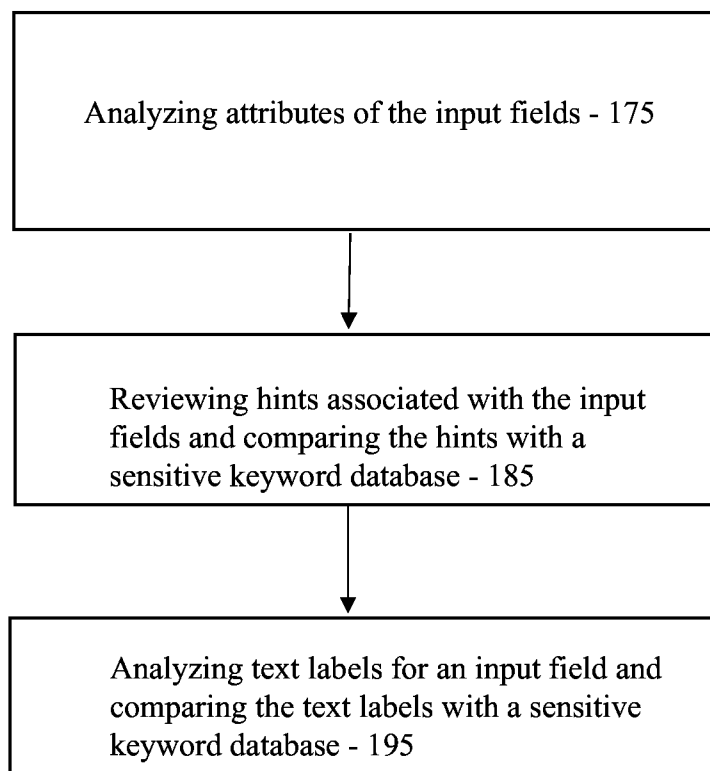 Analyzing attributes of the input fields - 175
Reviewing hints associated with the input
fields and comparing the hints with a
sensitive keyword database - 185
Analyzing text labels for an input field and
comparing the text labels with a sensitive
keyword database - 195